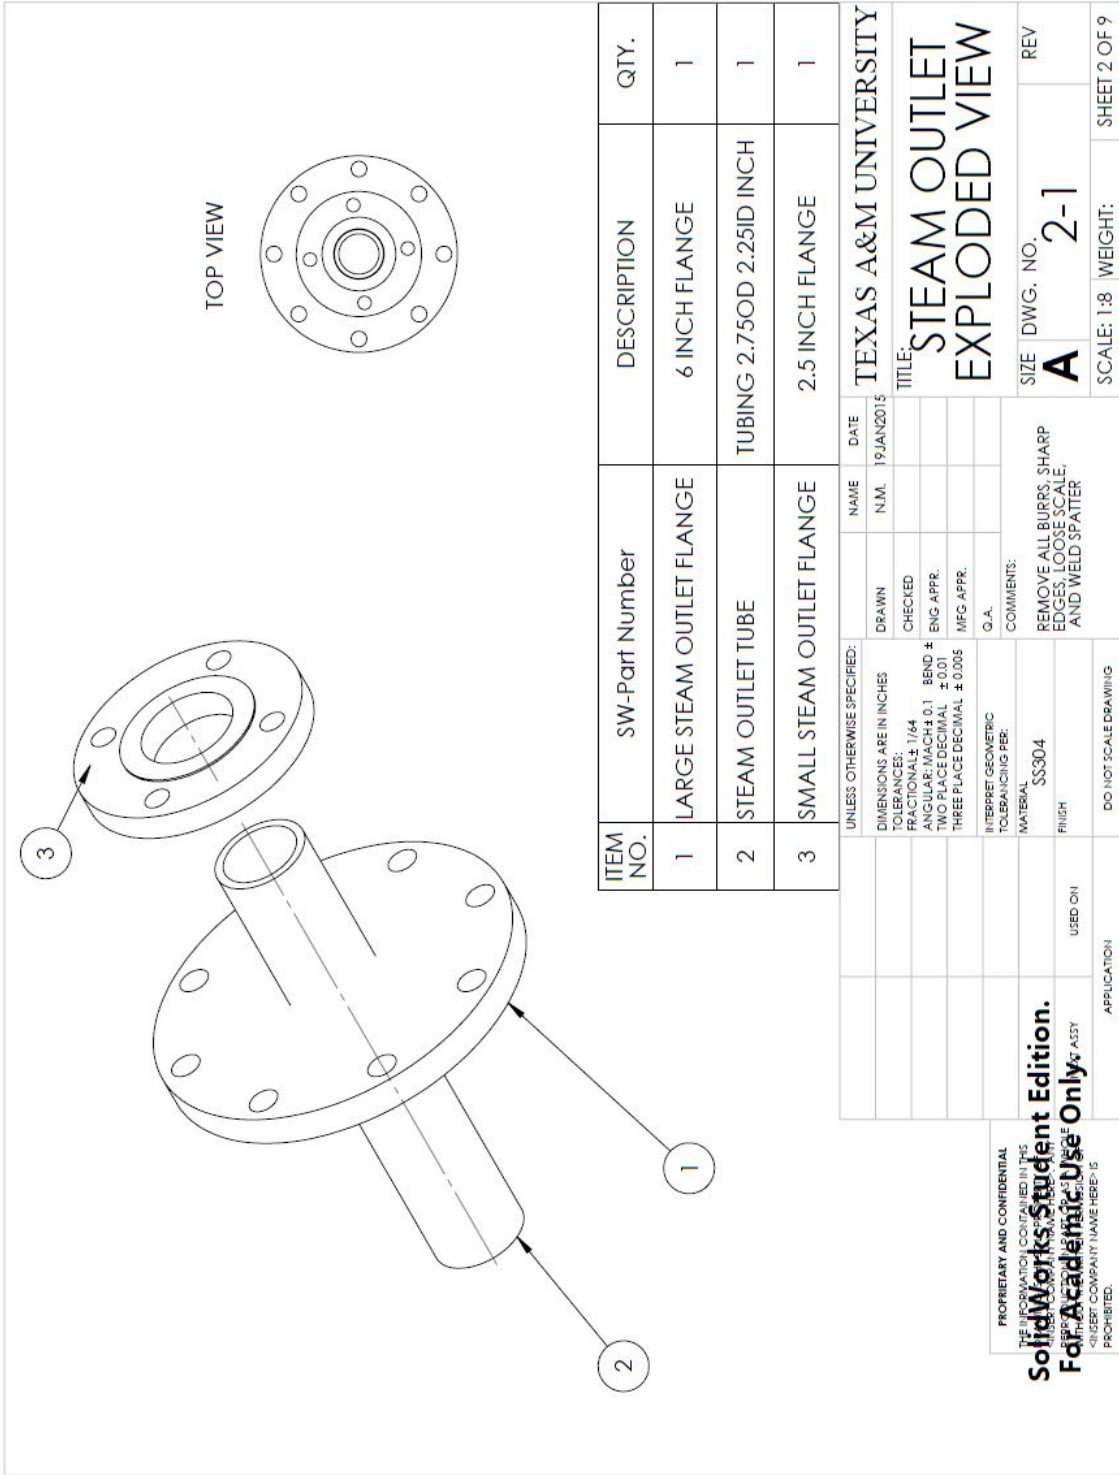 TOP VIEW
3
1
2
ITEM NO. SW-Part Number DESCRIPTION QTY.
1 LARGE STEAM OUTLET FLANGE 6 INCH FLANGE 1
2 STEAM OUTLET TUBE TUBING 2.75OD 2.25ID INCH 1
3 SMALL STEAM OUTLET FLANGE 2.5 INCH FLANGE 1
PROPRIETARY AND CONFIDENTIAL
THE INFORMATION CONTAINED IN THIS
<INSERT COMPANY NAME HERE> IS
PROHIBITED.
SolidWorks Student Edition.
For Academic Use Only.
ASSY
USED ON
APPLICATION
UNLESS OTHERWISE SPECIFIED:
DIMENSIONS ARE IN INCHES
TOLERANCES:
FRACTIONAL± 1/64
ANGULAR: MACH± 0.1 BEND ±
TWO PLACE DECIMAL ± 0.01
THREE PLACE DECIMAL ± 0.005
INTERPRET GEOMETRIC
TOLERANCING PER:
MATERIAL
SS304
FINISH
DO NOT SCALE DRAWING
NAME DATE
DRAWN N.M. 19JAN2015
CHECKED
ENG APPR.
MFG APPR.
Q.A.
COMMENTS:
REMOVE ALL BURRS, SHARP
EDGES, LOOSE SCALE,
AND WELD SPATTER
TEXAS A&M UNIVERSITY
TITLE:
STEAM OUTLET
EXPLODED VIEW
SIZE DWG. NO. REV
A 2-1
SCALE: 1:8 WEIGHT: SHEET 2 OF 9